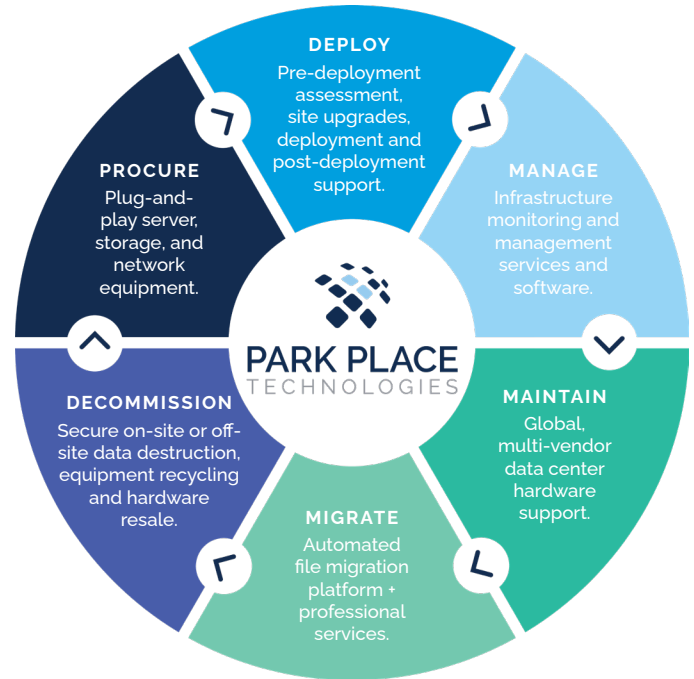 DEPLOY
Pre-deployment
assessment,
site upgrades,
deployment and
post-deployment
support.
MANAGE
Infrastructure
monitoring and
management
services and
software.
MAINTAIN
Global,
multi-vendor
data center
hardware
support.
MIGRATE
Automated
file migration
platform +
professional
services.
DECOMMISSION
Secure on-site or off-
site data destruction,
equipment recycling
and hardware
resale.
PROCURE
Plug-and-
play server,
storage, and
network
equipment.
PARK PLACE
TECHNOLOGIES